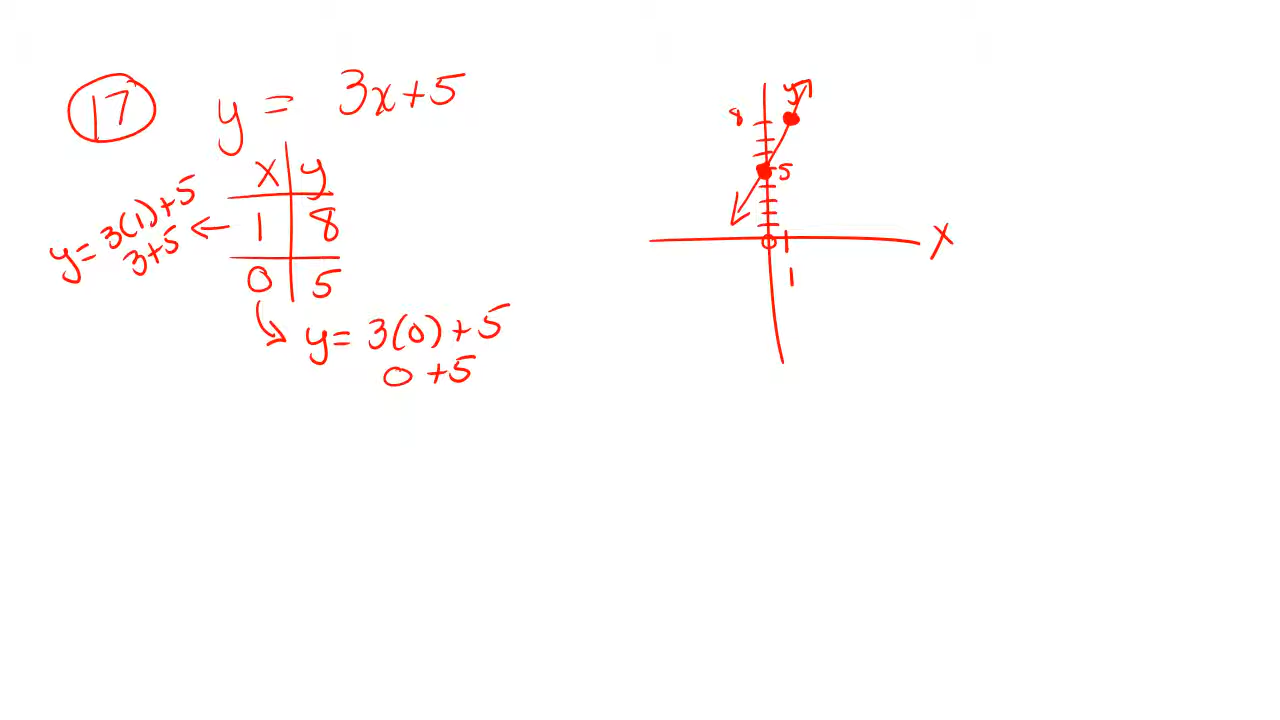 17 y = 3x+5
x y
1 8
0 5
y=3(1)+5
3+5
y=3(0)+5
0+5
y
8
5
x
0
1